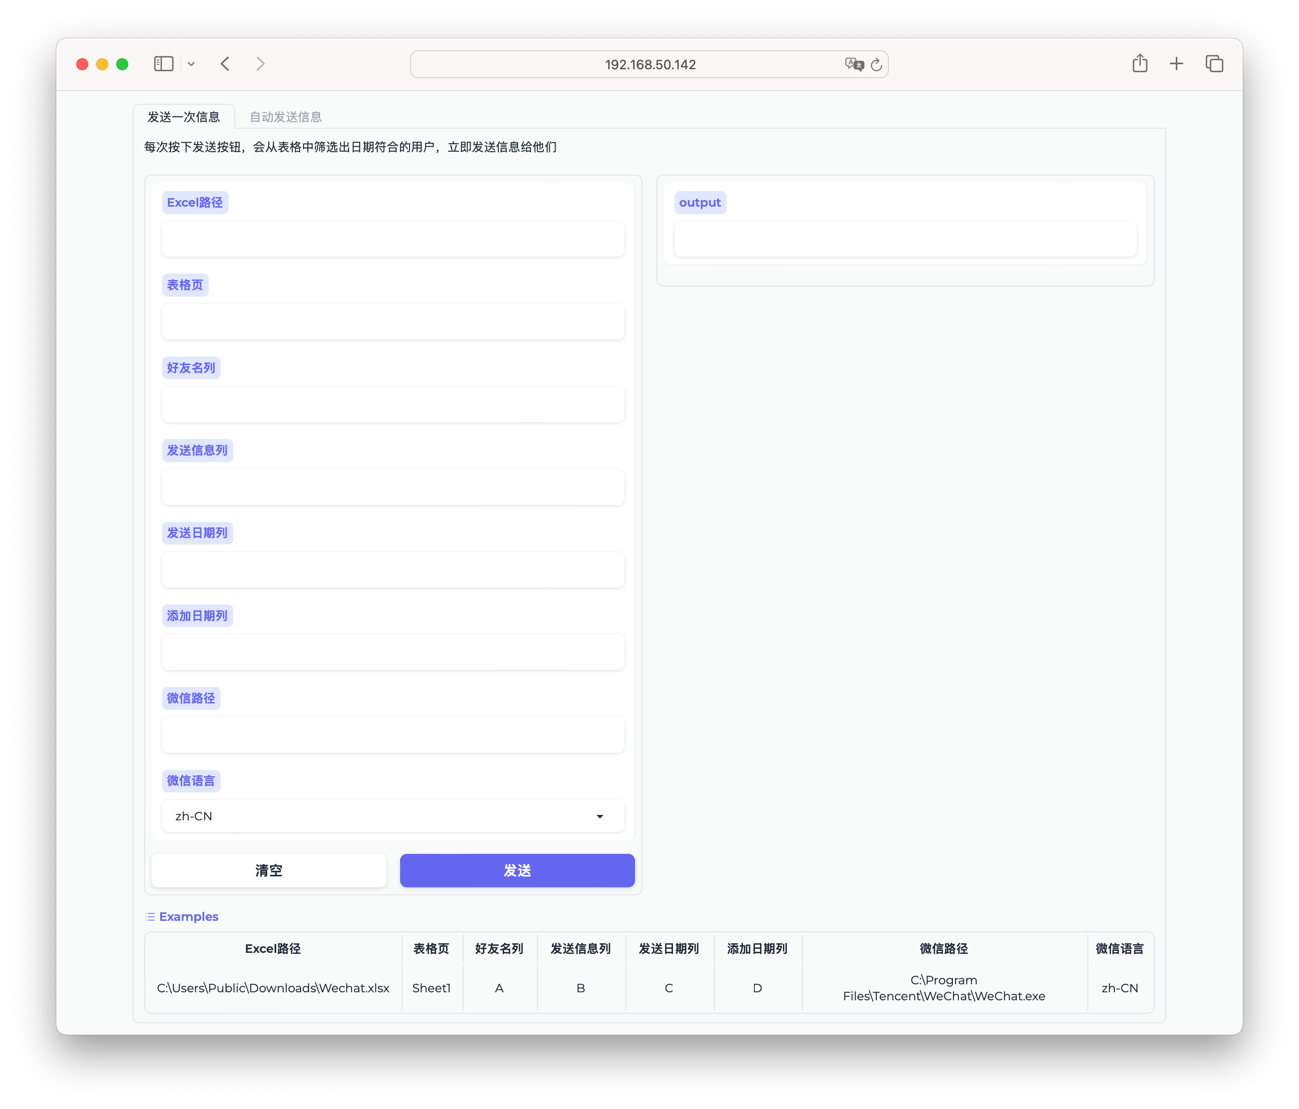 192.168.50.142
发送一次信息
自动发送信息
每次按下发送按钮，会从表格中筛选出日期符合的用户，立即发送信息给他们
Excel路径
表格页
好友名列
发送信息列
发送日期列
添加日期列
微信路径
微信语言
zh-CN
清空
发送
output
Examples
Excel路径 表格页 好友名列 发送信息列 发送日期列 添加日期列 微信路径 微信语言
C:\Users\Public\Downloads\Wechat.xlsx Sheet1 A B C D C:\Program
Files\Tencent\WeChat\WeChat.exe zh-CN